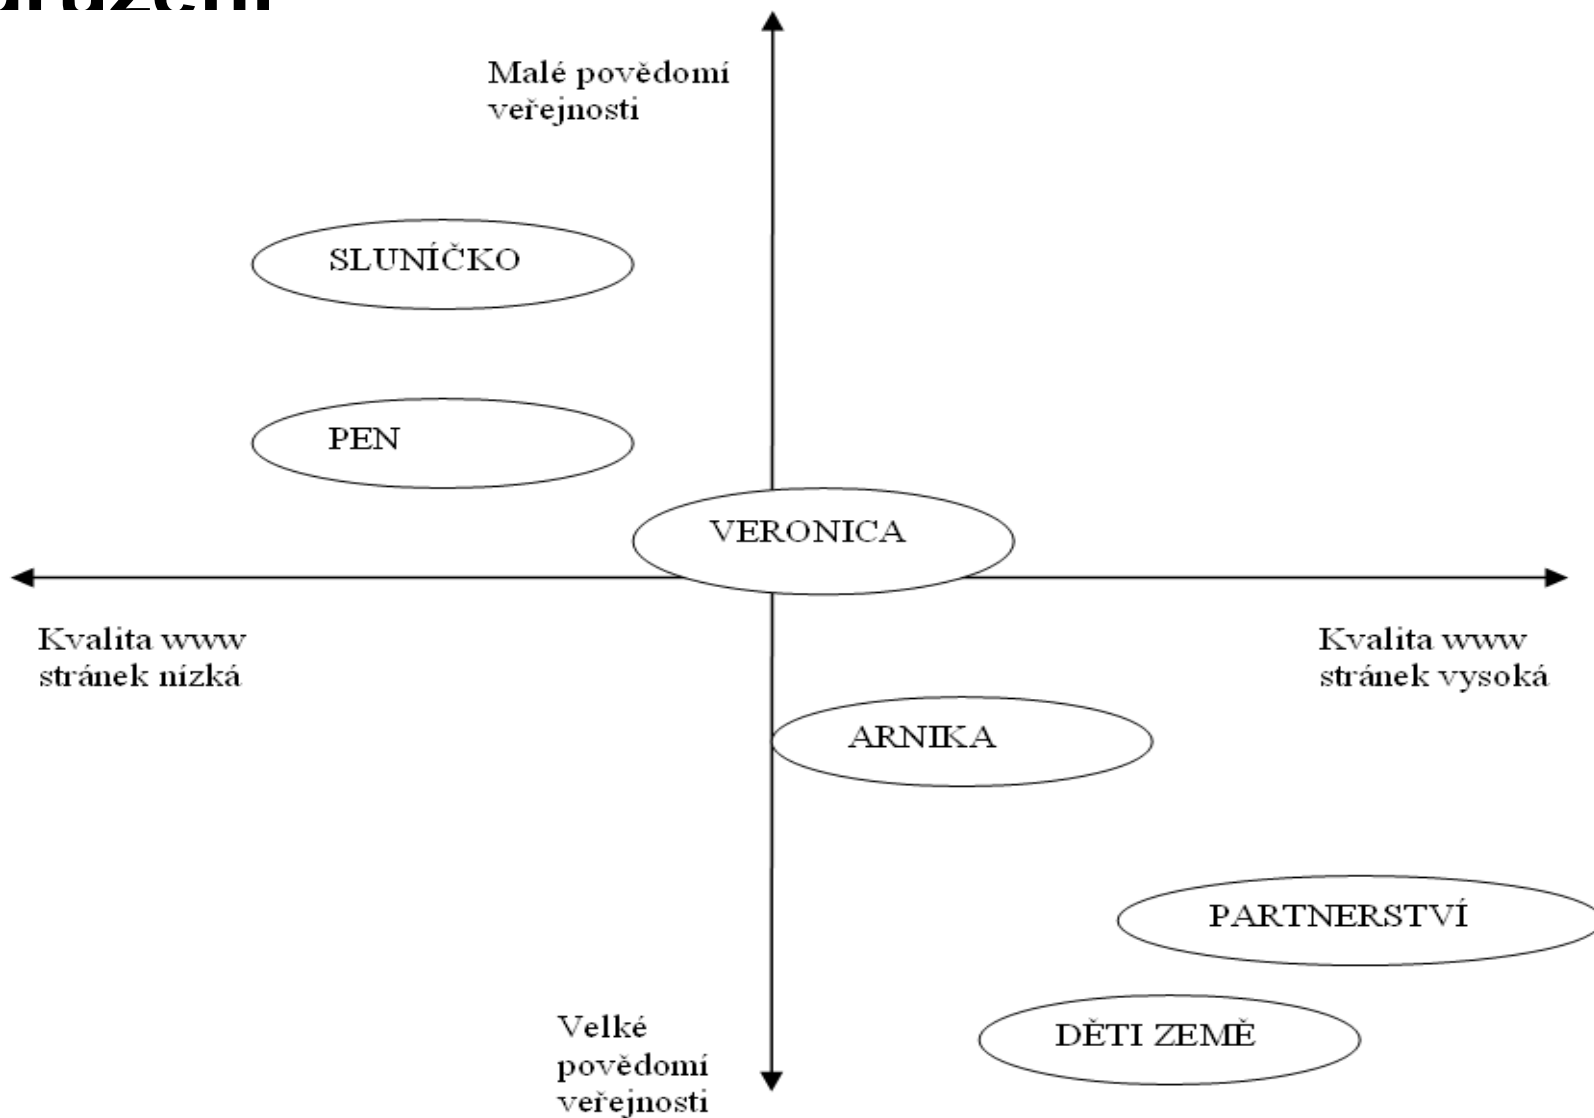 Malé povědomí
veřejnosti
SLUNÍČKO
PEN
VERONICA
Kvalita www
stránek nízká
Kvalita www
stránek vysoká
ARNIKA
PARTNERSTVÍ
DĚTI ZEMĚ
Velké
povědomí
veřejnosti